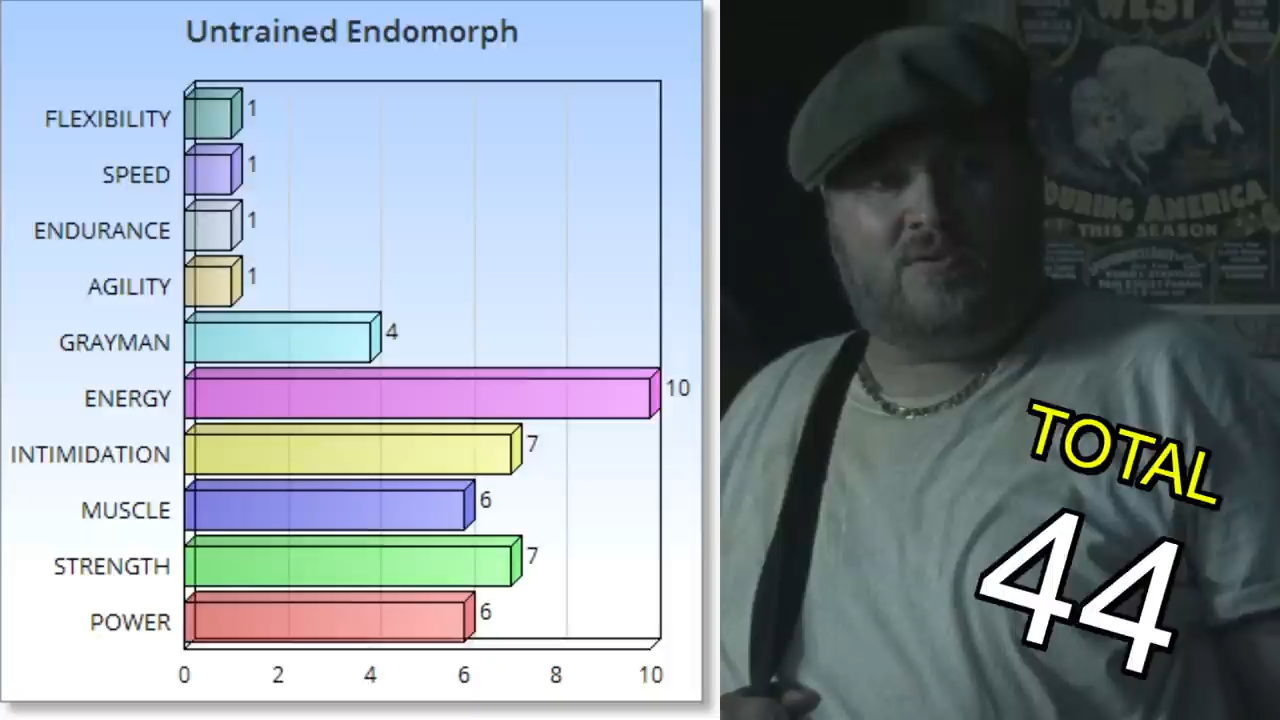 Untrained Endomorph
FLEXIBILITY 1
SPEED 1
ENDURANCE 1
AGILITY 1
GRAYMAN 4
ENERGY 10
INTIMIDATION 7
MUSCLE 6
STRENGTH 7
POWER 6
0 2 4 6 8 10
WEST
DURING AMERICA
THIS SEASON
TOTAL
44